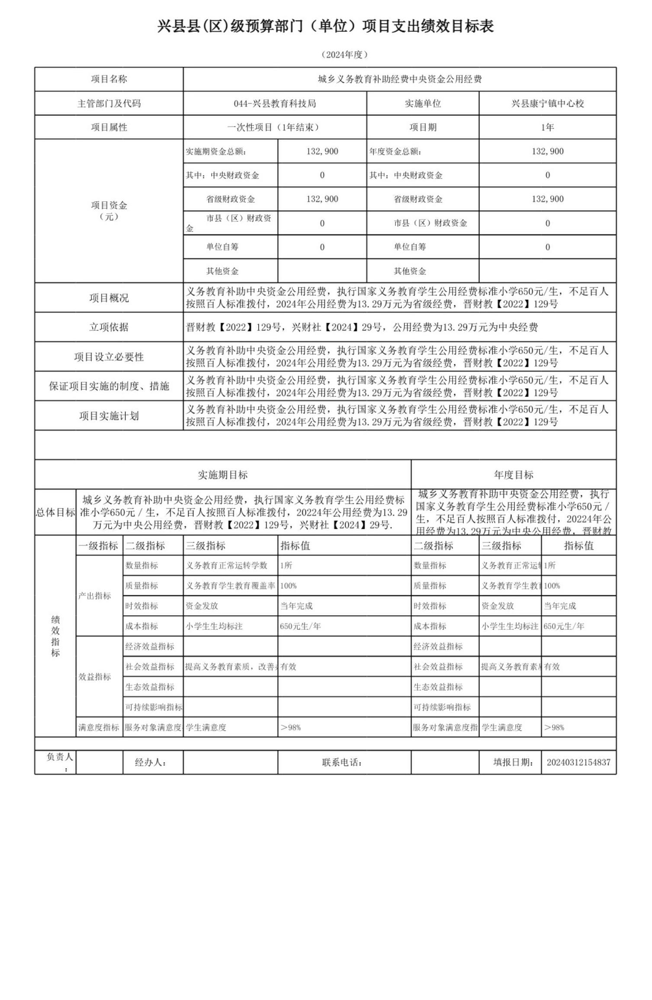 兴县县(区)级预算部门（单位）项目支出绩效目标表
（2024年度）
项目名称 城乡义务教育补助经费中央资金公用经费
主管部门及代码 044-兴县教育科技局 实施单位 兴县康宁镇中心校
项目属性 一次性项目（1年结束） 项目期 1年
项目资金
（元）
实施期资金总额： 132,900 年度资金总额： 132,900
其中：中央财政资金 0 其中：中央财政资金 0
省级财政资金 132,900 省级财政资金 132,900
市县（区）财政资
金 0 市县（区）财政资金 0
单位自筹 0 单位自筹 0
其他资金 其他资金
项目概况 义务教育补助中央资金公用经费，执行国家义务教育学生公用经费标准小学650元/生，不足百人
按照百人标准拨付，2024年公用经费为13.29万元为省级经费，晋财教【2022】129号
立项依据 晋财教【2022】129号，兴财社【2024】29号，公用经费为13.29万元为中央经费
项目设立必要性 义务教育补助中央资金公用经费，执行国家义务教育学生公用经费标准小学650元/生，不足百人
按照百人标准拨付，2024年公用经费为13.29万元为省级经费，晋财教【2022】129号
保证项目实施的制度、措施 义务教育补助中央资金公用经费，执行国家义务教育学生公用经费标准小学650元/生，不足百人
按照百人标准拨付，2024年公用经费为13.29万元为省级经费，晋财教【2022】129号
项目实施计划 义务教育补助中央资金公用经费，执行国家义务教育学生公用经费标准小学650元/生，不足百人
按照百人标准拨付，2024年公用经费为13.29万元为省级经费，晋财教【2022】129号
实施期目标 年度目标
总体目标
城乡义务教育补助中央资金公用经费，执行国家义务教育学生公用经费标
准小学650元／生，不足百人按照百人标准拨付，20224年公用经费为13.29
万元为中央公用经费，晋财教【2022】129号，兴财社【2024】29号.
城乡义务教育补助中央资金公用经费，执行
国家义务教育学生公用经费标准小学650元／
生，不足百人按照百人标准拨付，20224年公
用经费为13.29万元为中央公用经费，晋财教
绩
效
指
标
一级指标 二级指标 三级指标 指标值 二级指标 三级指标 指标值
产出指标
数量指标 义务教育正常运转学数 1所 数量指标 义务教育正常运 1所
质量指标 义务教育学生教育覆盖率 100% 质量指标 义务教育学生教 100%
时效指标 资金发放 当年完成 时效指标 资金发放 当年完成
成本指标 小学生生均标注 650元生/年 成本指标 小学生生均标注 650元生/年
效益指标
经济效益指标 经济效益指标
社会效益指标 提高义务教育素质，改善 有效 社会效益指标 提高义务教育素 有效
生态效益指标 生态效益指标
可持续影响指标 可持续影响指标
满意度指标 服务对象满意度 学生满意度 ＞98% 服务对象满意度指 学生满意度 ＞98%
负责人
： 经办人： 联系电话： 填报日期： 20240312154837